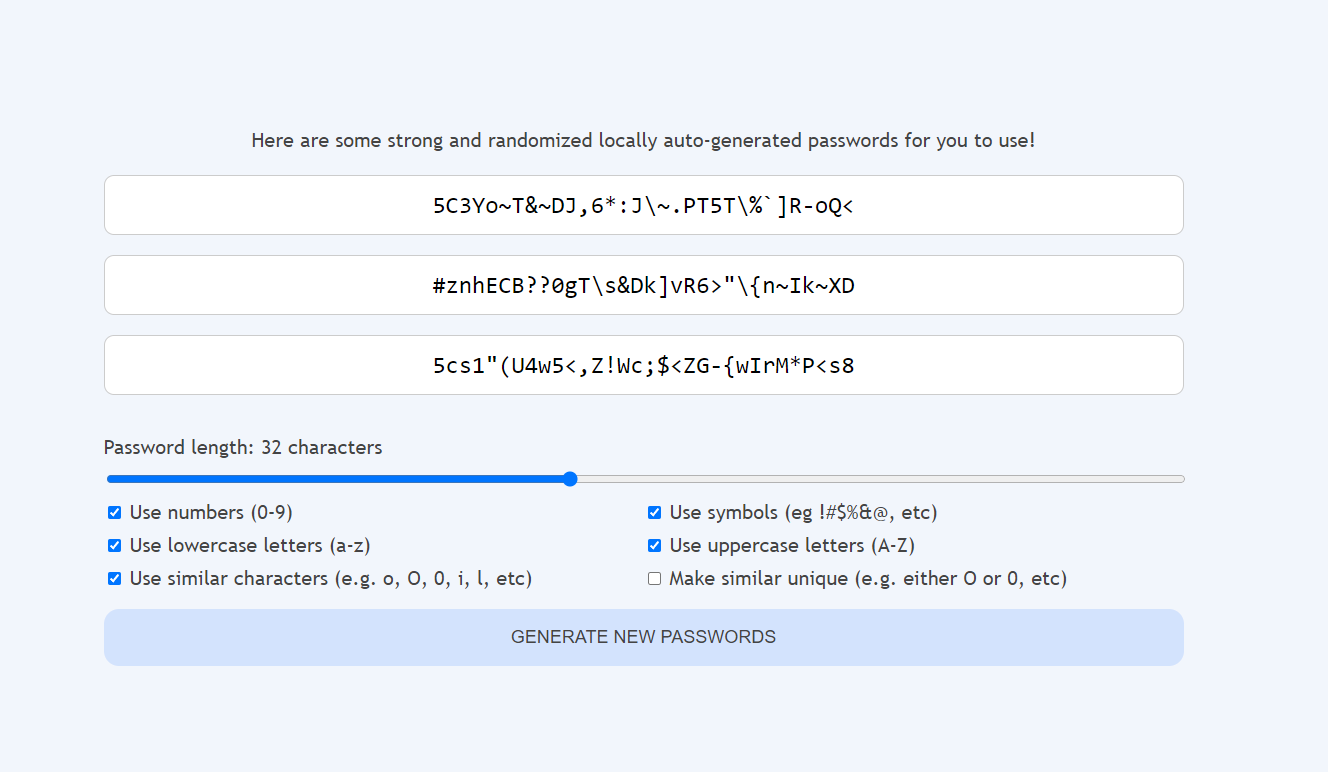 Here are some strong and randomized locally auto-generated passwords for you to use!
5C3Yo~T&~DJ,6*:J\~.PT5T\%`]R-oQ<
#znhECB??0gT\s&Dk]vR6>"\{n~Ik~XD
5cs1"(U4w5<,Z!Wc;$<ZG-{wIrM*P<s8
Password length: 32 characters
Use numbers (0-9)
Use symbols (eg !#$%&@, etc)
Use lowercase letters (a-z)
Use uppercase letters (A-Z)
Use similar characters (e.g. o, O, 0, i, l, etc)
Make similar unique (e.g. either O or 0, etc)
GENERATE NEW PASSWORDS